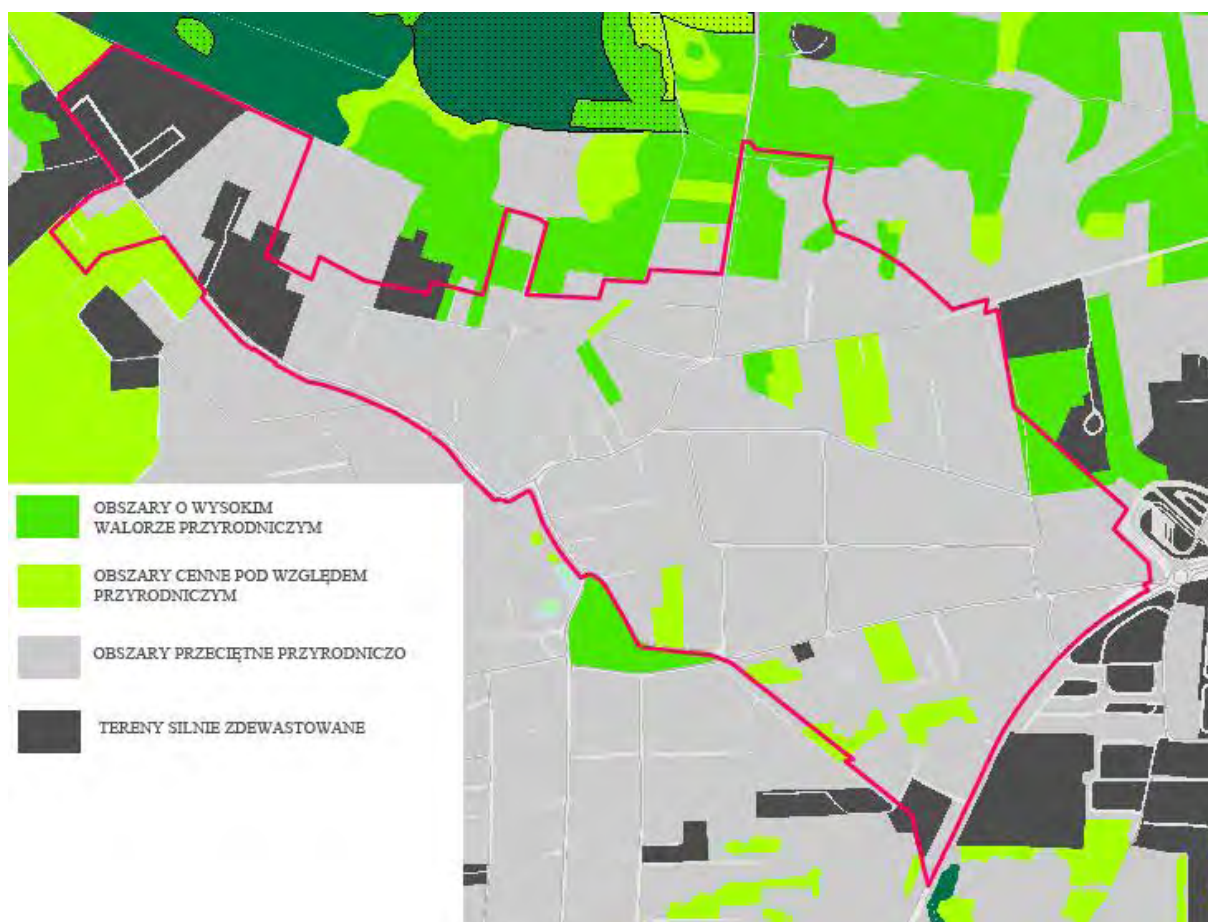 OBSZARY O WYSOKIM
WALORZE PRZYRODNICZYM
OBSZARY CENNE POD WZGLĘDEM
PRZYRODNICZYM
OBSZARY PRZECIĘTNE PRZYRODNICZO
TERENY SILNIE ZDEWASTOWANE